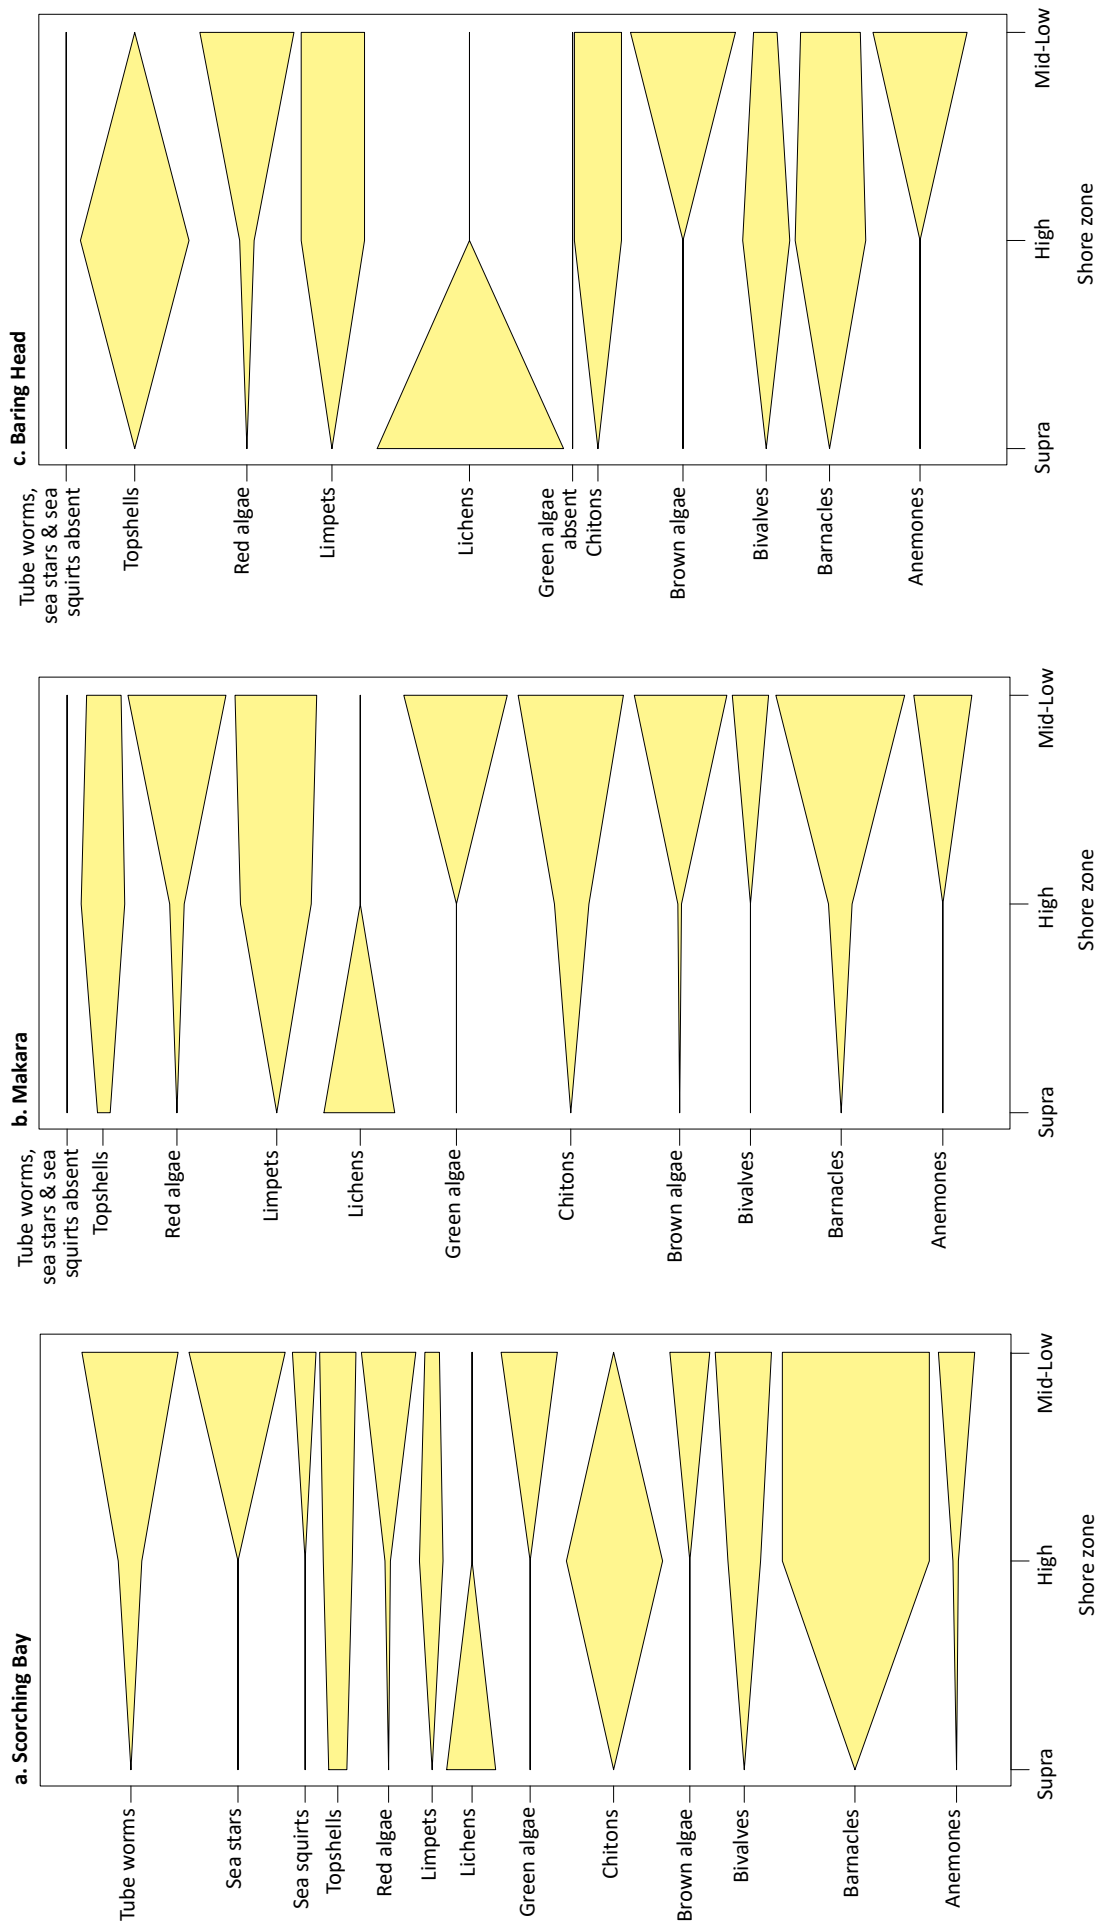 a. Scorching Bay
Tube worms
Sea stars
Sea squirts
Topshells
Red algae
Limpets
Lichens
Green algae
Chitons
Brown algae
Bivalves
Barnacles
Anemones
Supra
High
Mid-Low
Shore zone
b. Makara
Tube worms,
sea stars & sea
squirts absent
Topshells
Red algae
Limpets
Lichens
Green algae
Chitons
Brown algae
Bivalves
Barnacles
Anemones
Supra
High
Mid-Low
Shore zone
c. Baring Head
Tube worms,
sea stars & sea
squirts absent
Topshells
Red algae
Limpets
Lichens
Green algae
absent
Chitons
Brown algae
Bivalves
Barnacles
Anemones
Supra
High
Mid-Low
Shore zone